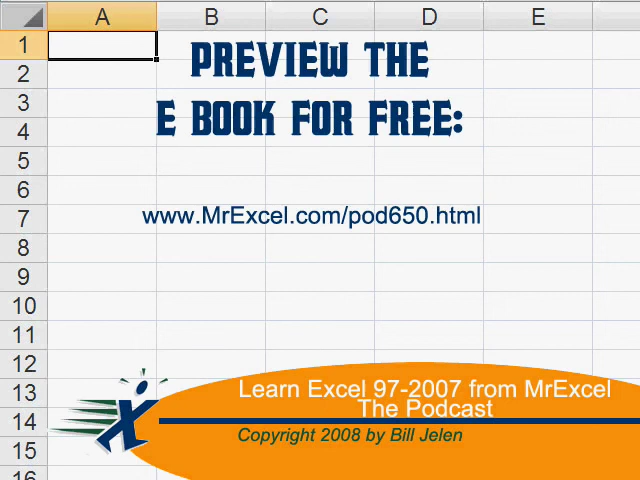 A B C D E
1
PREVIEW THE
2
3
E BOOK FOR FREE:
4
5
6
7
www.MrExcel.com/pod650.html
8
9
10
11
12
13
Learn Excel 97-2007 from MrExcel
The Podcast
14
Copyright 2008 by Bill Jelen
15
16